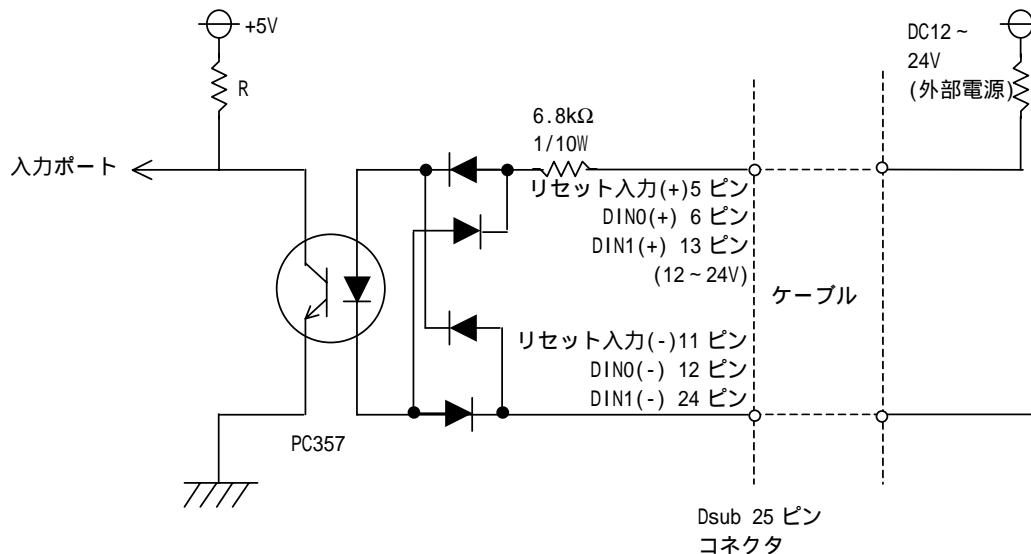 +5V
R
入力ポート
PC357
6.8kΩ
1/10W
リセット入力(+)5 ピン
DIN0(+) 6 ピン
DIN1(+) 13 ピン
(12~24V)
リセット入力(-)11 ピン
DIN0(-) 12 ピン
DIN1(-) 24 ピン
ケーブル
Dsub 25 ピン
コネクタ
DC12~
24V
(外部電源)